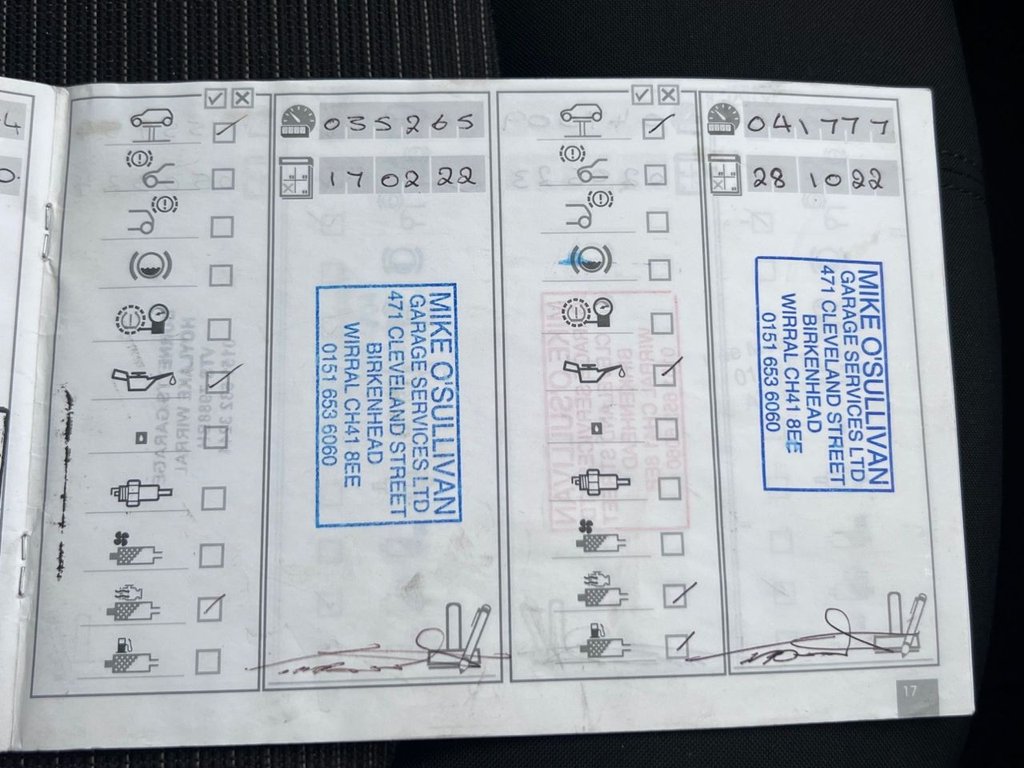 035265
17 02 22
MIKE O'SULLIVAN
GARAGE SERVICES LTD
471 CLEVELAND STREET
BIRKENHEAD
WIRRAL CH41 8EE
0151 653 6060
041777
28 10 22
MIKE O'SULLIVAN
GARAGE SERVICES LTD
471 CLEVELAND STREET
BIRKENHEAD
WIRRAL CH41 8EE
0151 653 6060
17